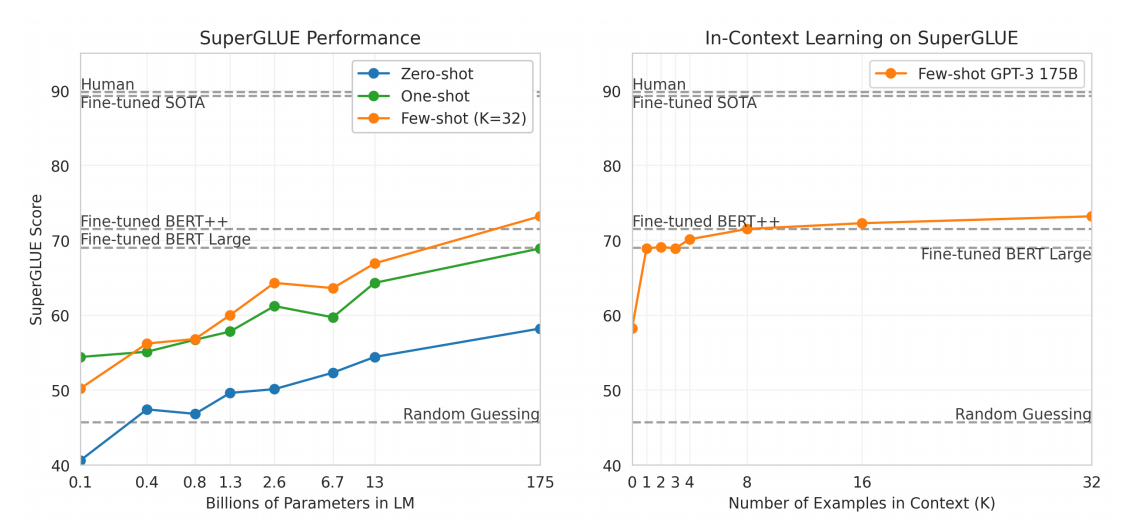 SuperGLUE Performance
Human
Fine-tuned SOTA
Zero-shot
One-shot
Few-shot (K=32)
Fine-tuned BERT++
Fine-tuned BERT Large
Random Guessing
SuperGLUE Score
90
80
70
60
50
40
0.1 0.4 0.8 1.3 2.6 6.7 13 175
Billions of Parameters in LM
In-Context Learning on SuperGLUE
Human
Fine-tuned SOTA
Few-shot GPT-3 175B
Fine-tuned BERT++
Fine-tuned BERT Large
Random Guessing
90
80
70
60
50
40
0 1 2 3 4 8 16 32
Number of Examples in Context (K)